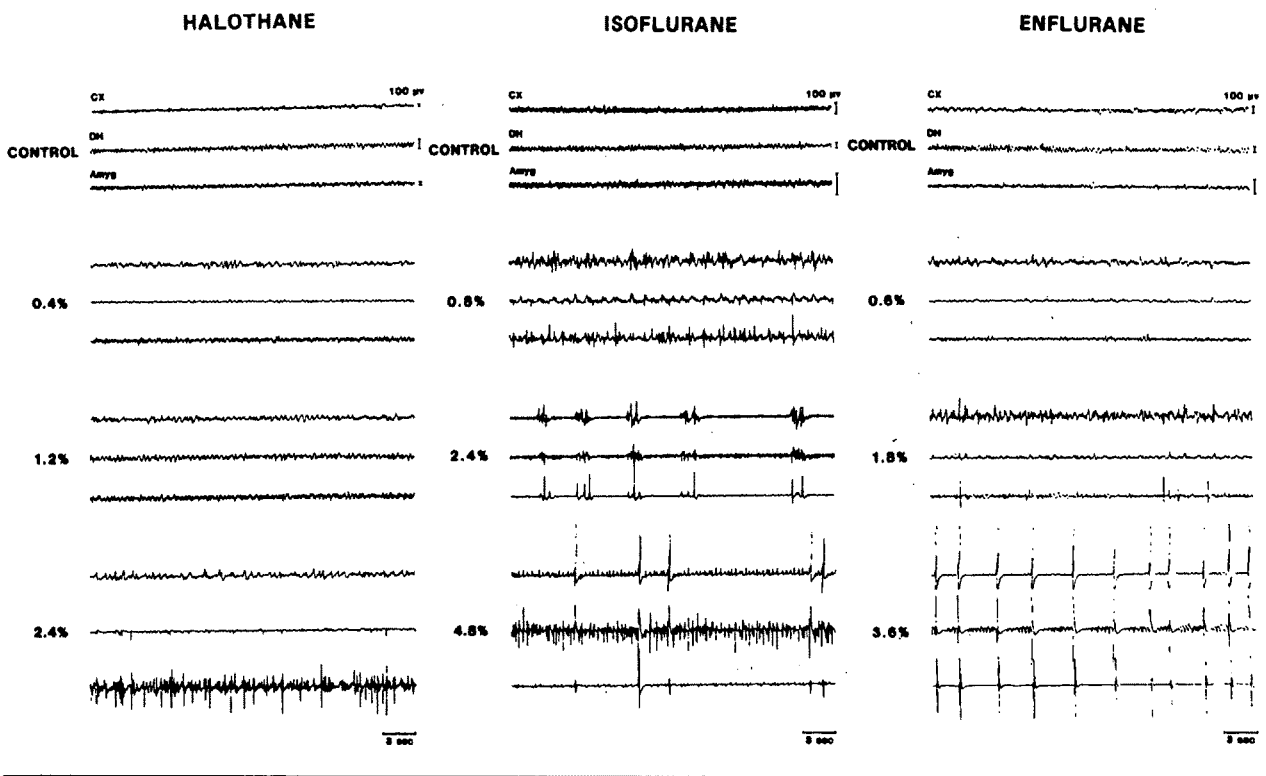 HALOTHANE
ISOFLURANE
ENFLURANE
CX
100 μv
DH
CONTROL
Amyg
0.4%
1.2%
2.4%
3 sec
CX
100 μv
DH
CONTROL
Amyg
0.8%
2.4%
4.8%
3 sec
CX
100 μv
DH
CONTROL
Amyg
0.6%
1.8%
3.6%
3 sec